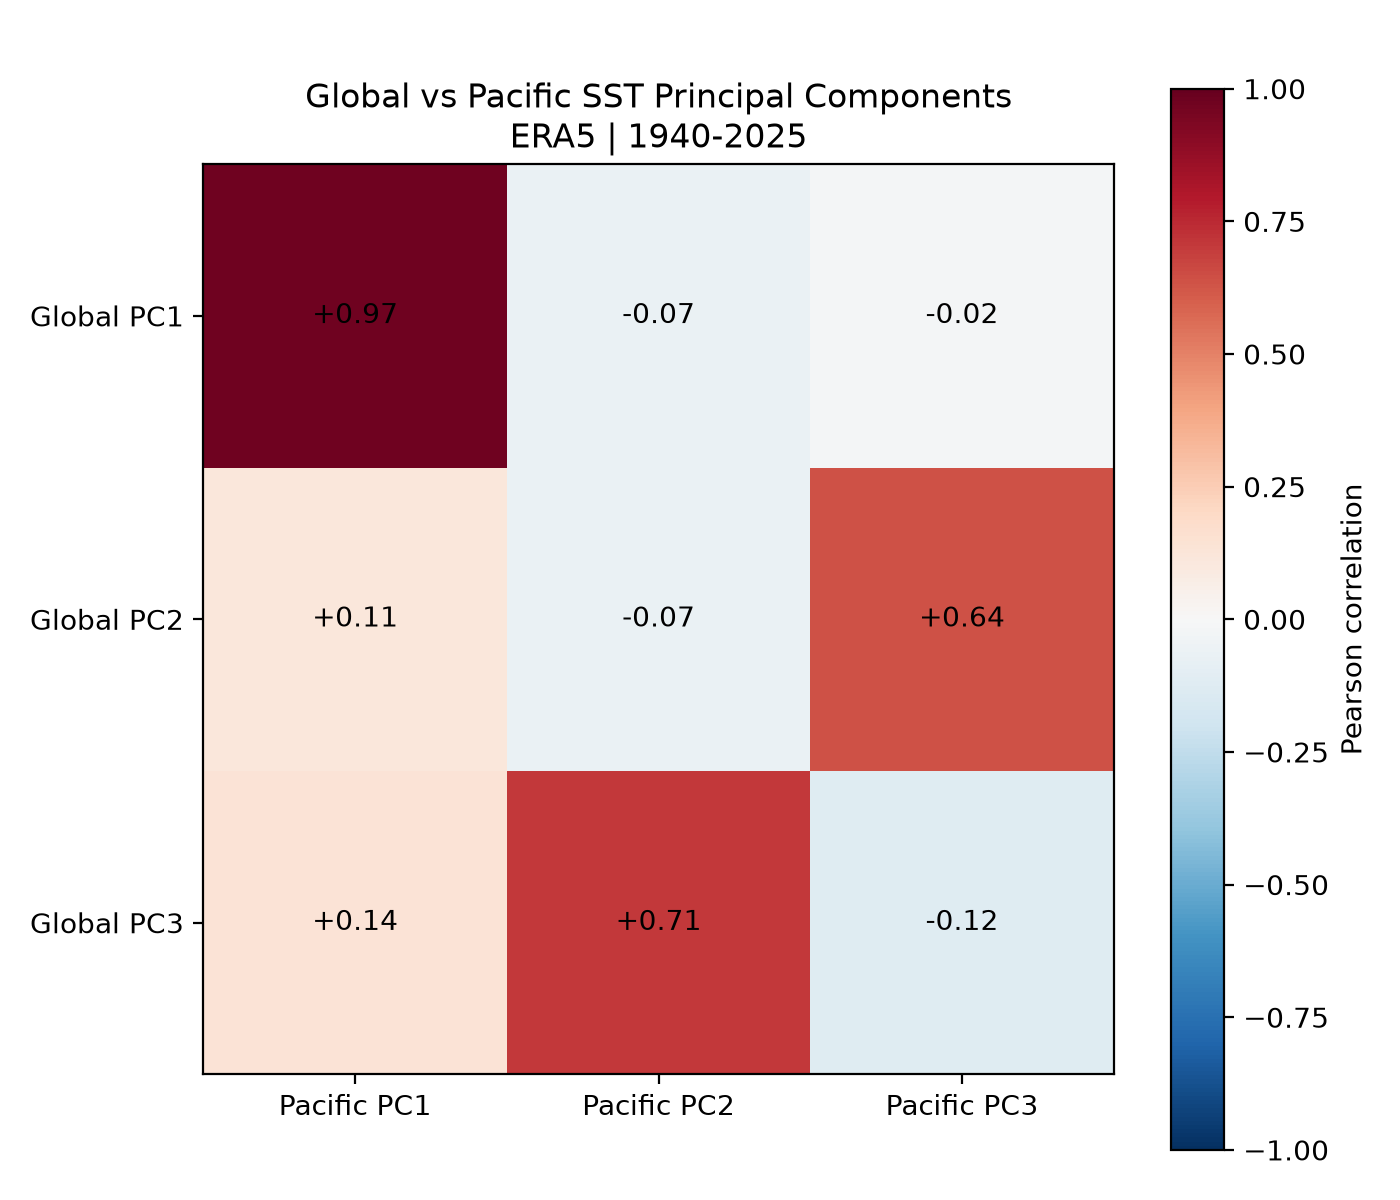 Global vs Pacific SST Principal Components
ERA5 | 1940-2025
Global PC1
+0.97
-0.07
-0.02
Global PC2
+0.11
-0.07
+0.64
Global PC3
+0.14
+0.71
-0.12
Pacific PC1
Pacific PC2
Pacific PC3
1.00
0.75
0.50
0.25
0.00
−0.25
−0.50
−0.75
−1.00
Pearson correlation